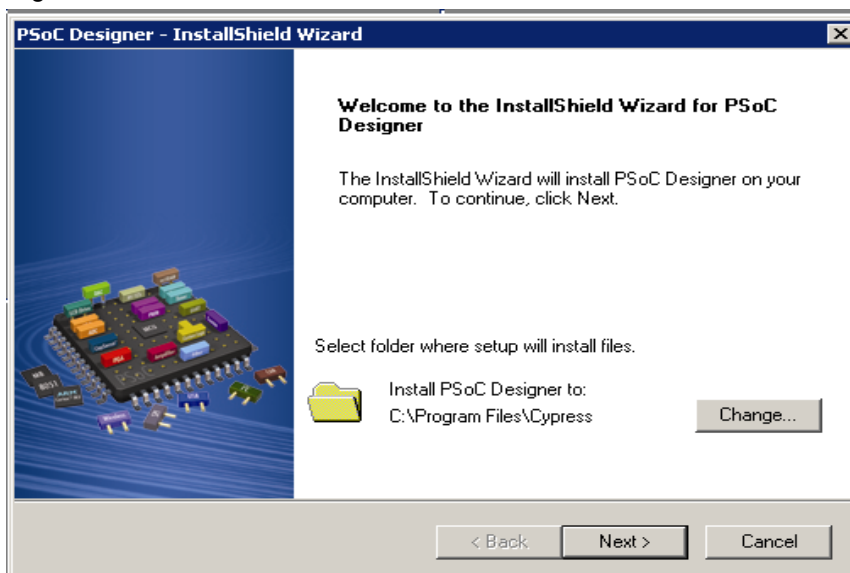 PSoC Designer - InstallShield Wizard
Welcome to the InstallShield Wizard for PSoC
Designer
The InstallShield Wizard will install PSoC Designer on your
computer. To continue, click Next.
Select folder where setup will install files.
Install PSoC Designer to:
C:\Program Files\Cypress
Change...
< Back
Next >
Cancel
8051